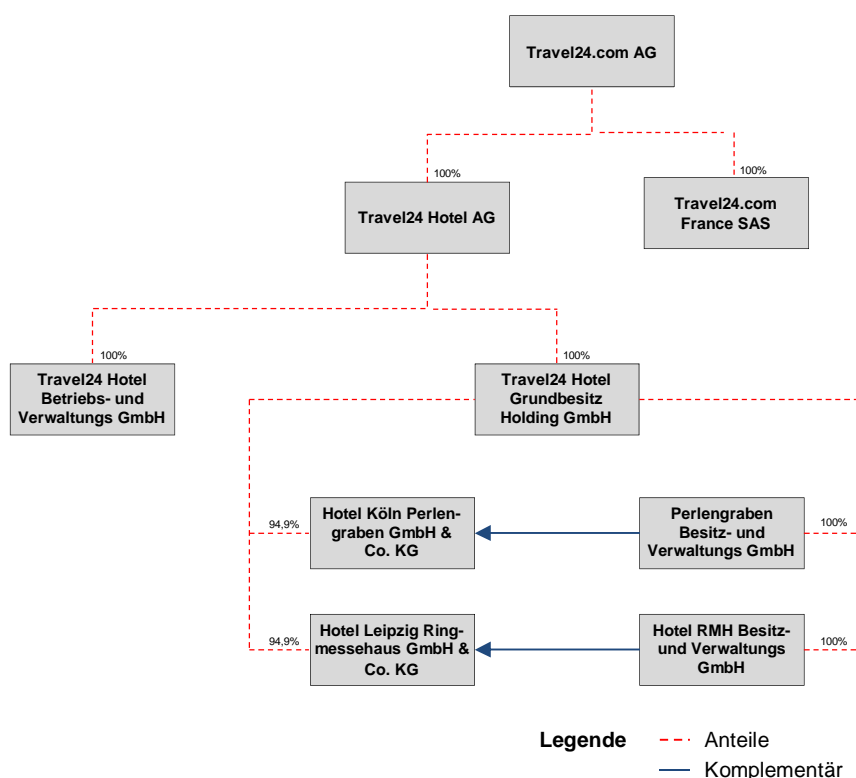 Travel24.com AG
100%
100%
Travel24 Hotel AG
Travel24.com
France SAS
100%
100%
Travel24 Hotel
Betriebs- und
Verwaltungs GmbH
Travel24 Hotel
Grundbesitz
Holding GmbH
94,9%
Hotel Köln Perlen-
graben GmbH &
Co. KG
Perlengraben
Besitz- und
Verwaltungs GmbH
100%
94,9%
Hotel Leipzig Ring-
messehaus GmbH &
Co. KG
Hotel RMH Besitz-
und Verwaltungs
GmbH
100%
Legende
Anteile
Komplementär